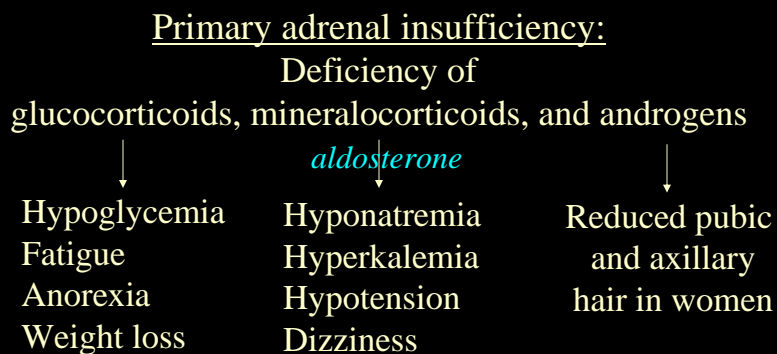 Primary adrenal insufficiency:
Deficiency of
glucocorticoids, mineralocorticoids, and androgens
aldosterone
Hypoglycemia
Fatigue
Anorexia
Weight loss
Hyponatremia
Hyperkalemia
Hypotension
Dizziness
Reduced pubic
and axillary
hair in women